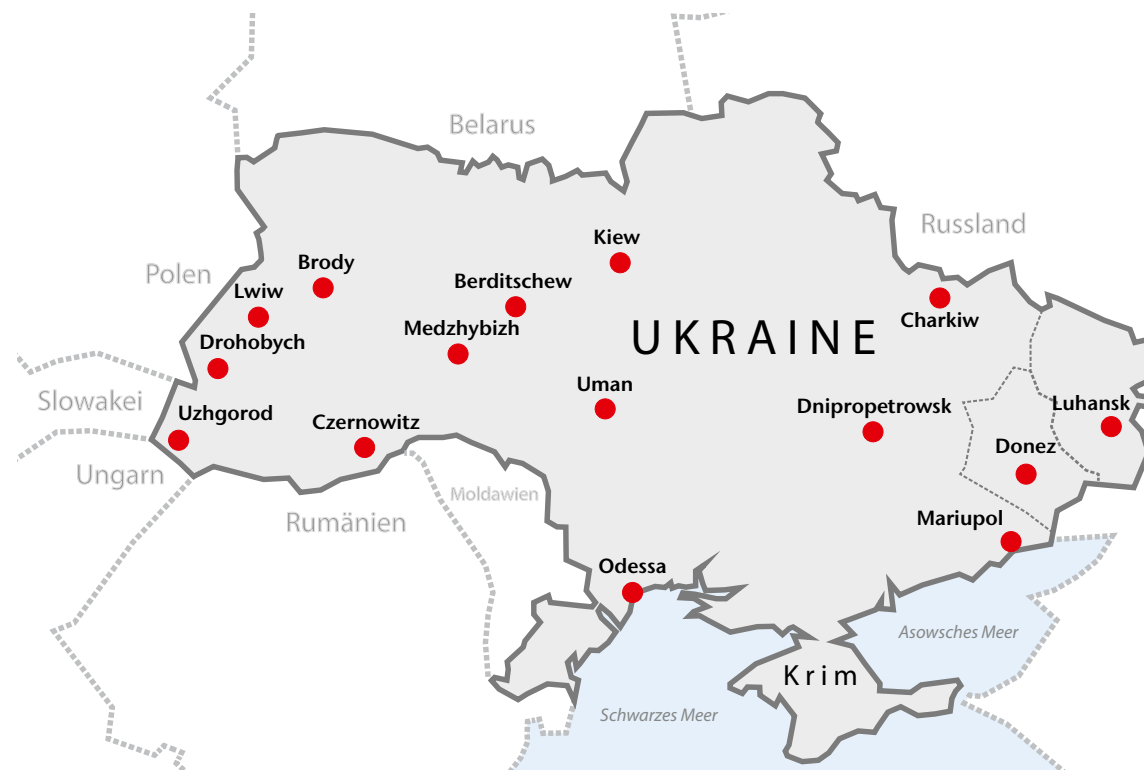 Belarus
Russland
Kiew
Polen
Brody
Berditschew
Lwiw
Charkiw
Medzhybizh
UKRAINE
Drohobych
Slowakei
Uman
Luhansk
Dnipropetrowsk
Uzhgorod
Czernowitz
Donez
Ungarn
Moldawien
Rumänien
Mariupol
Odessa
Asowsches Meer
Krim
Schwarzes Meer